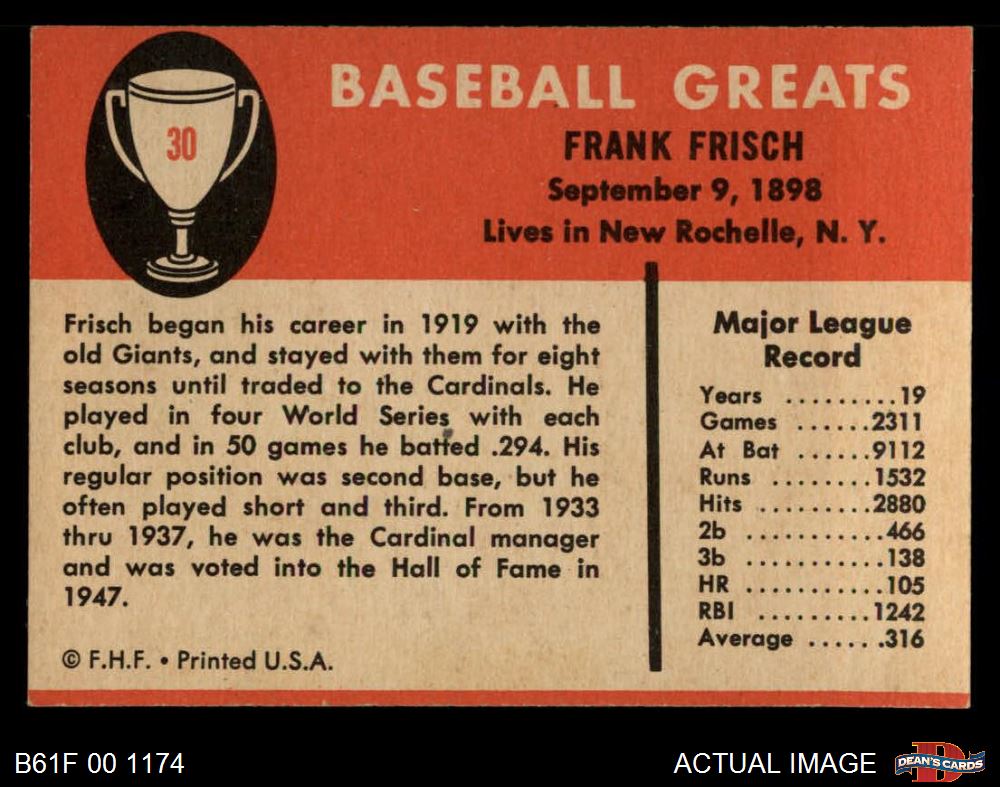 30
BASEBALL GREATS
FRANK FRISCH
September 9, 1898
Lives in New Rochelle, N. Y.
Frisch began his career in 1919 with the
old Giants, and stayed with them for eight
seasons until traded to the Cardinals. He
played in four World Series with each
club, and in 50 games he batted .294. His
regular position was second base, but he
often played short and third. From 1933
thru 1937, he was the Cardinal manager
and was voted into the Hall of Fame in
1947.
© F.H.F. • Printed U.S.A.
Major League
Record
Years .........19
Games ......2311
At Bat ......9112
Runs ........1532
Hits .........2880
2b ..........466
3b ..........138
HR ..........105
RBI .........1242
Average ......316
B61F 00 1174
ACTUAL IMAGE
D
DEAN'S CARDS